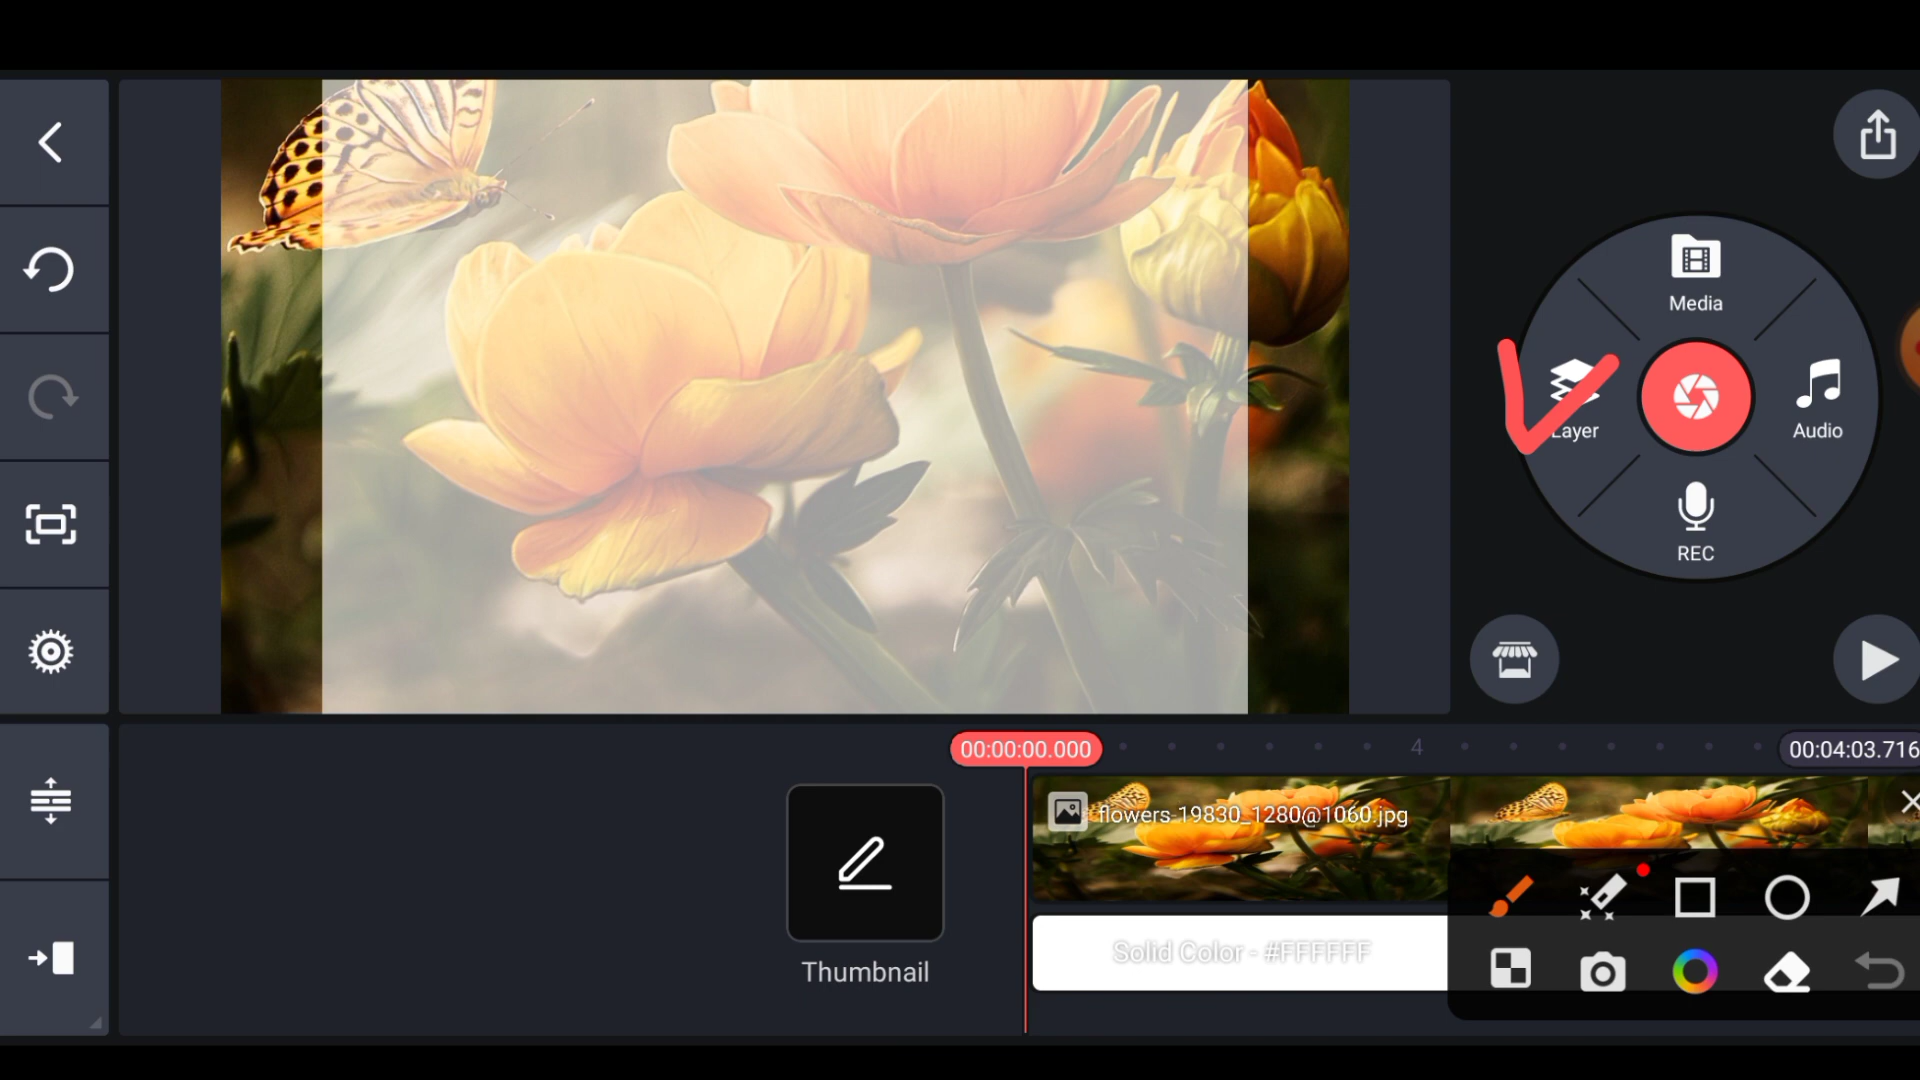 Media
Layer
Audio
REC
00:00:00.000
4
00:04:03.716
flowers-19830_1280@1060.jpg
Solid Color - #FFFFFF
Thumbnail